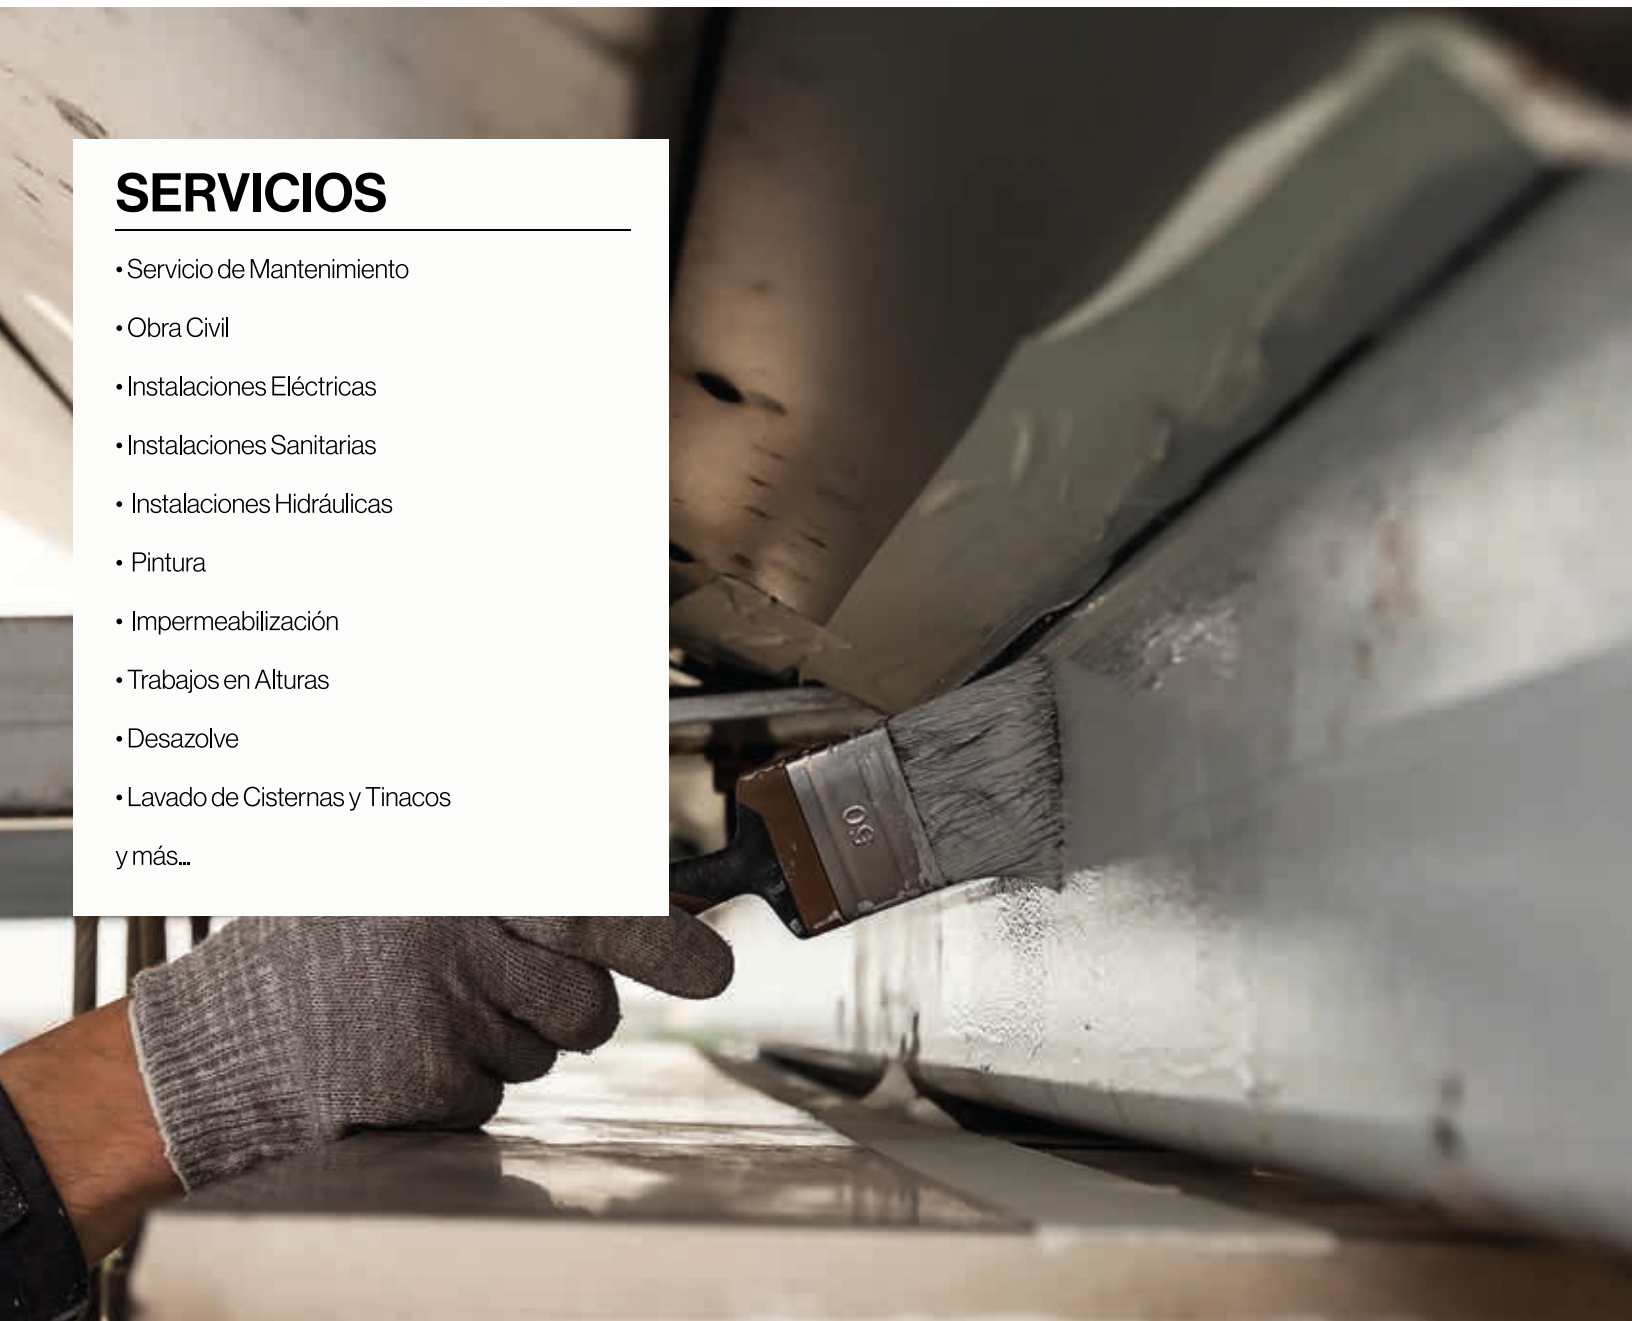 SERVICIOS
• Servicio de Mantenimiento
• Obra Civil
• Instalaciones Eléctricas
• Instalaciones Sanitarias
• Instalaciones Hidráulicas
• Pintura
• Impermeabilización
• Trabajos en Alturas
• Desazolve
• Lavado de Cisternas y Tinacos
y más...
60